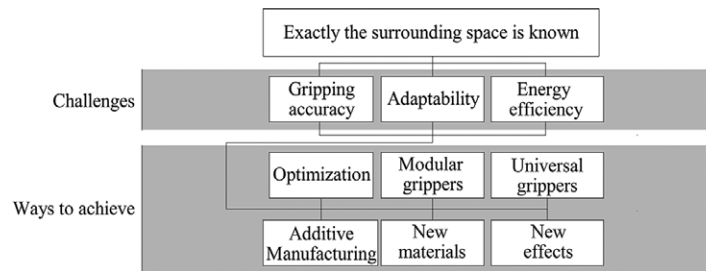 Exactly the surrounding space is known
Challenges
Gripping
accuracy
Adaptability
Energy
efficiency
Ways to achieve
Optimization
Modular
grippers
Universal
grippers
Additive
Manufacturing
New
materials
New
effects